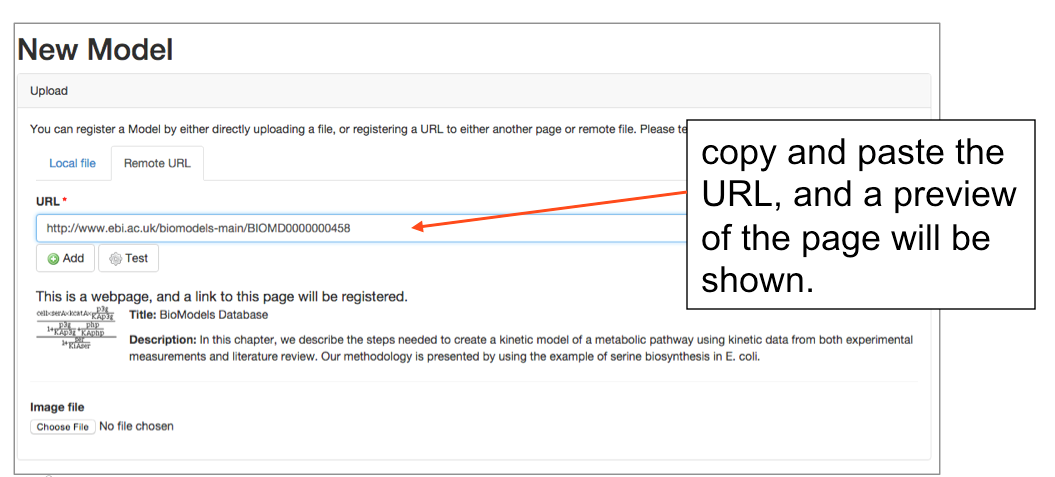 New Model
Upload
You can register a Model by either directly uploading a file, or registering a URL to either another page or remote file. Please
copy and paste the
URL, and a preview
of the page will be
shown.
Local file
Remote URL
URL *
http://www.ebi.ac.uk/biomodels-main/BIOMD0000000458
Add
Test
This is a webpage, and a link to this page will be registered.
Title: BioModels Database
Description: In this chapter, we describe the steps needed to create a kinetic model of a metabolic pathway using kinetic data from both experimental
measurements and literature review. Our methodology is presented by using the example of serine biosynthesis in E. coli.
Image file
Choose File No file chosen